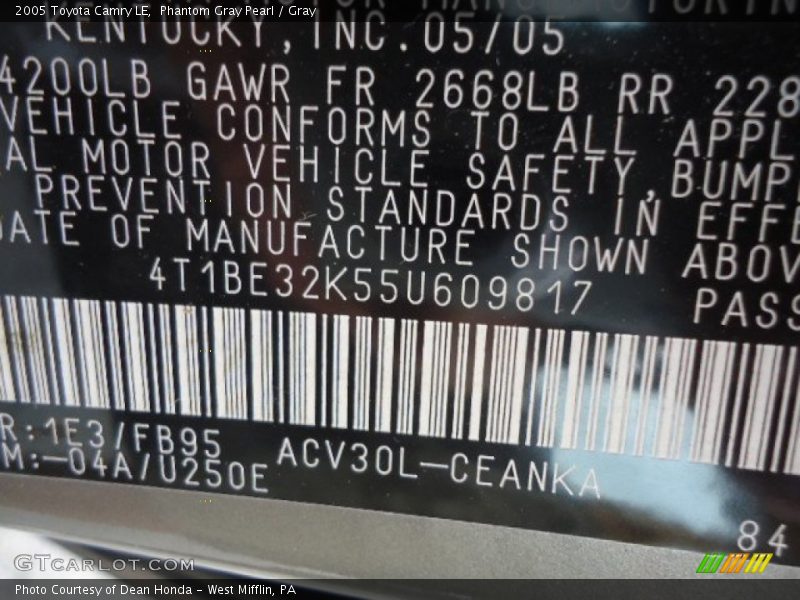 2005 Toyota Camry LE, Phantom Gray Pearl / Gray
KENTUCKY, INC. 05/05
4200LB GAWR FR 2668LB RR 228
VEHICLE CONFORMS TO ALL APPL
AL MOTOR VEHICLE SAFETY, BUMP
PREVENTION STANDARDS IN EFFE
DATE OF MANUFACTURE SHOWN ABOV
4T1BE32K55U609817 PASS
R:1E3/FB95 ACV30L-CEANKA
M:-04A/U250E
84
GTCARLOT.COM
Photo Courtesy of Dean Honda - West Mifflin, PA